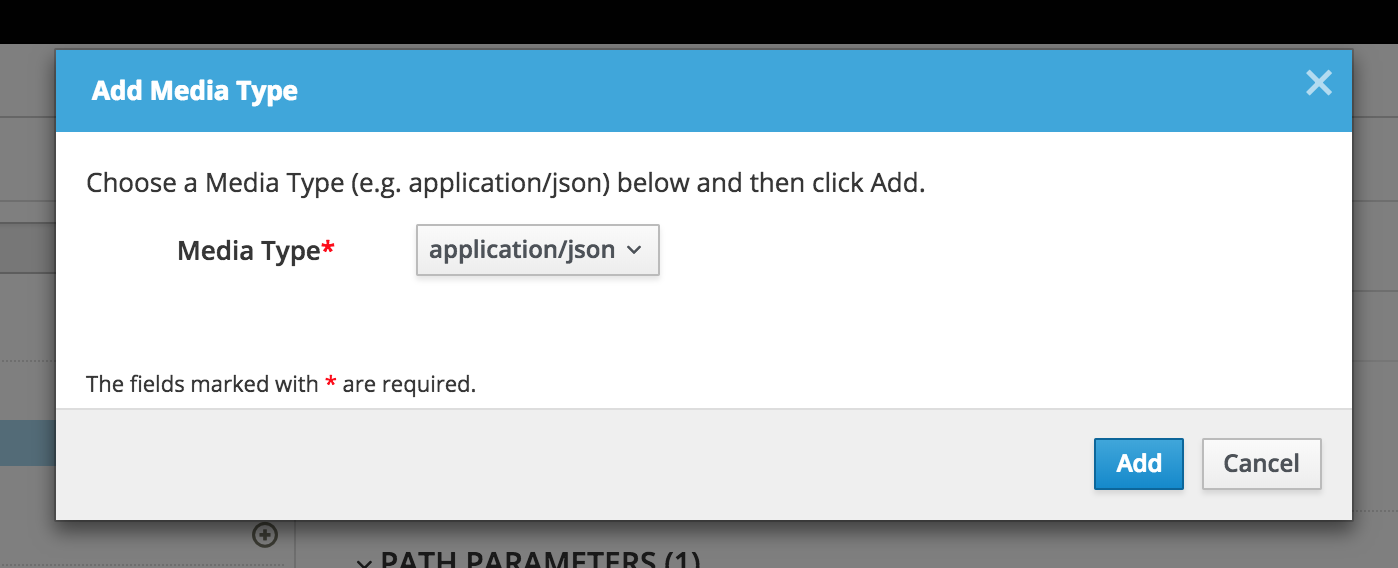 Add Media Type
Choose a Media Type (e.g. application/json) below and then click Add.
Media Type* application/json
The fields marked with * are required.
Add Cancel
PATH PARAMETERS (1)